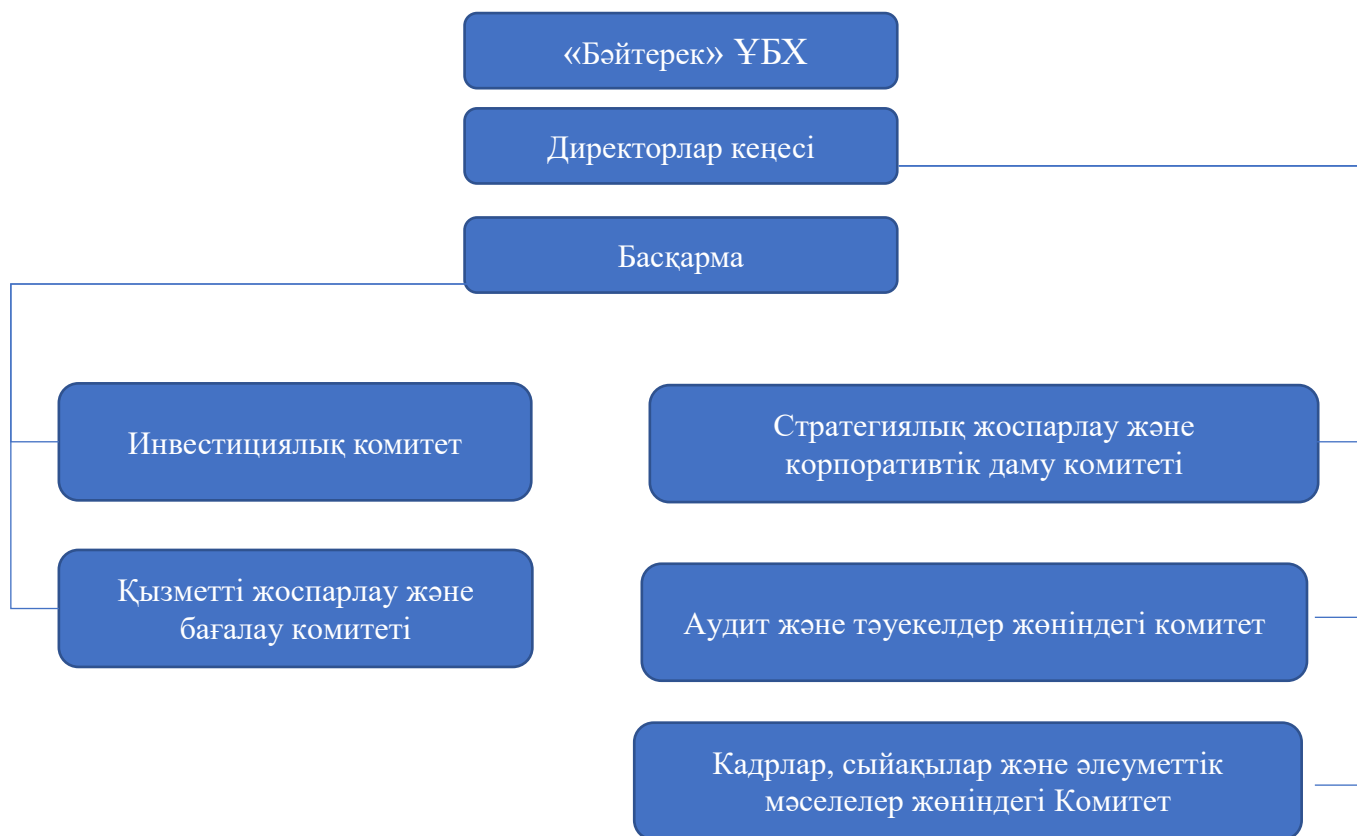 «Бәйтерек» ҰБХ
Директорлар кеңесі
Басқарма
Инвестициялық комитет
Қызметті жоспарлау және
бағалау комитеті
Стратегиялық жоспарлау және
корпоративтік даму комитеті
Аудит және тәуекелдер жөніндегі комитет
Кадрлар, сыйақылар және әлеуметтік
мәселелер жөніндегі Комитет